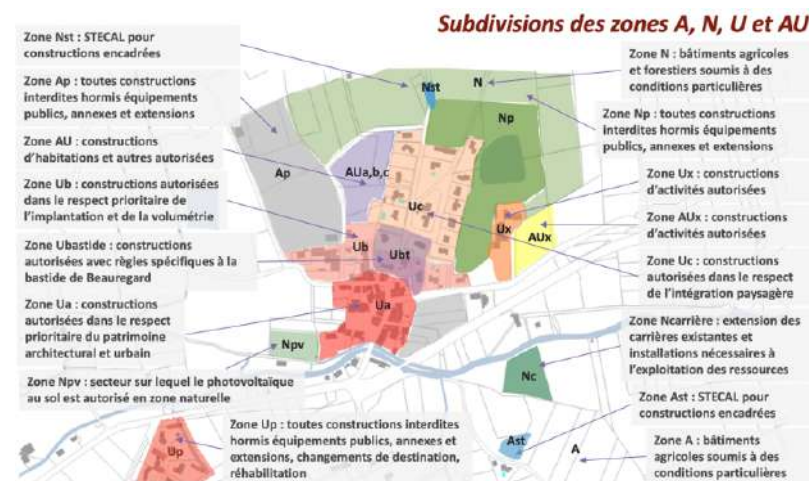 Subdivisions des zones A, N, U et AU
Zone Nst : STECAL pour
constructions encadrées
Zone Ap : toutes constructions
interdites hormis équipements
publics, annexes et extensions
Zone AU : constructions
d'habitations et autres autorisées
Zone Ub : constructions autorisées
dans le respect prioritaire de
l'implantation et de la volumétrie
Zone Ubastide : constructions
autorisées avec règles spécifiques à la
bastide de Beauregard
Zone Ua : constructions
autorisées dans le respect
prioritaire du patrimoine
architectural et urbain
Zone Npv : secteur sur lequel le photovoltaïque
au sol est autorisé en zone naturelle
Zone Up : toutes constructions interdites
hormis équipements publics, annexes et
extensions, changements de destination,
réhabilitation
Nst
N
Np
Ap
AUa,b,c
Uc
Ub
Ubt
Ux
AUx
Ua
Npv
Nc
Ast
A
Up
Zone N : bâtiments agricoles
et forestiers soumis à des
conditions particulières
Zone Np : toutes constructions
interdites hormis équipements
publics, annexes et extensions
Zone Ux : constructions
d'activités autorisées
Zone AUx : constructions
d'activités autorisées
Zone Uc : constructions
autorisées dans le respect
de l'intégration paysagère
Zone Ncarrière : extension des
carrières existantes et
installations nécessaires à
l'exploitation des ressources
Zone Ast : STECAL pour
constructions encadrées
Zone A : bâtiments
agricoles soumis à des
conditions particulières